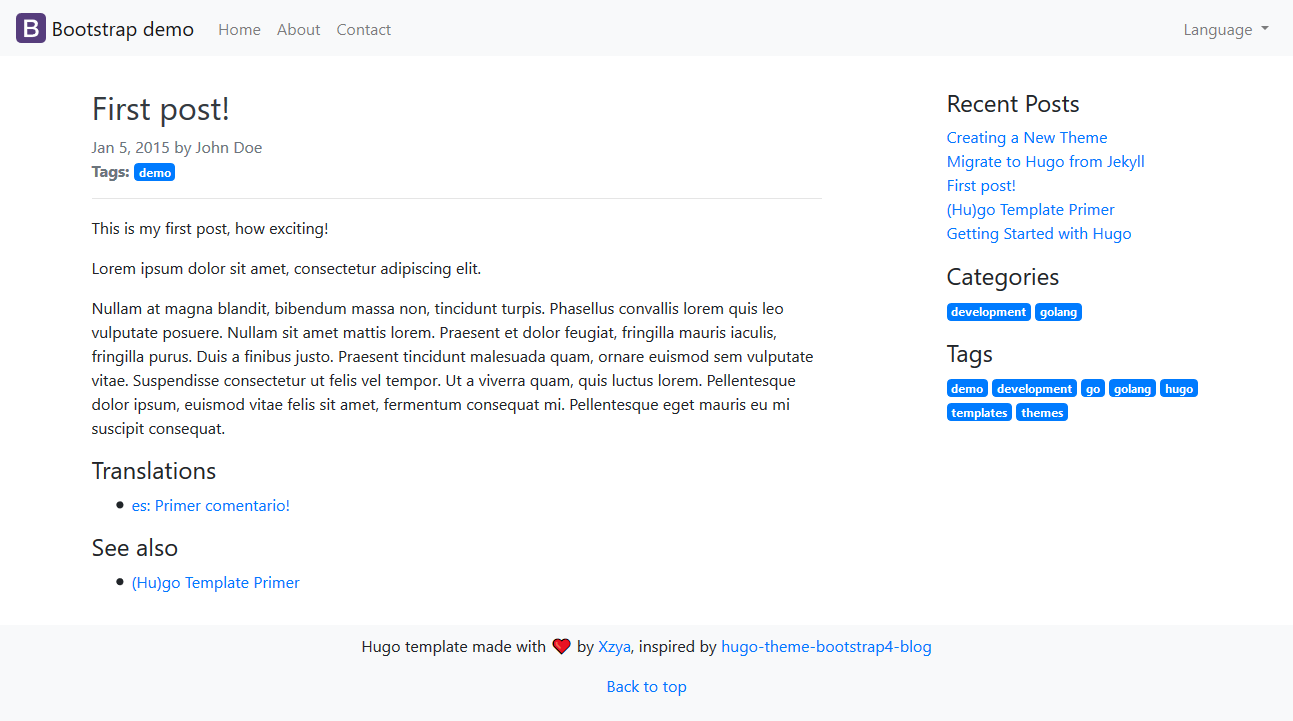 B Bootstrap demo Home About Contact Language
First post!
Jan 5, 2015 by John Doe
Tags: demo
This is my first post, how exciting!
Lorem ipsum dolor sit amet, consectetur adipiscing elit.
Nullam at magna blandit, bibendum massa non, tincidunt turpis. Phasellus convallis lorem quis leo
vulputate posuere. Nullam sit amet mattis lorem. Praesent et dolor feugiat, fringilla mauris iaculis,
fringilla purus. Duis a finibus justo. Praesent tincidunt malesuada quam, ornare euismod sem vulputate
vitae. Suspendisse consectetur ut felis vel tempor. Ut a viverra quam, quis luctus lorem. Pellentesque
dolor ipsum, euismod vitae felis sit amet, fermentum consequat mi. Pellentesque eget mauris eu mi
suscipit consequat.
Translations
es: Primer comentario!
See also
(Hu)go Template Primer
Recent Posts
Creating a New Theme
Migrate to Hugo from Jekyll
First post!
(Hu)go Template Primer
Getting Started with Hugo
Categories
development golang
Tags
demo development go golang hugo
templates themes
Hugo template made with ❤ by Xzya, inspired by hugo-theme-bootstrap4-blog
Back to top